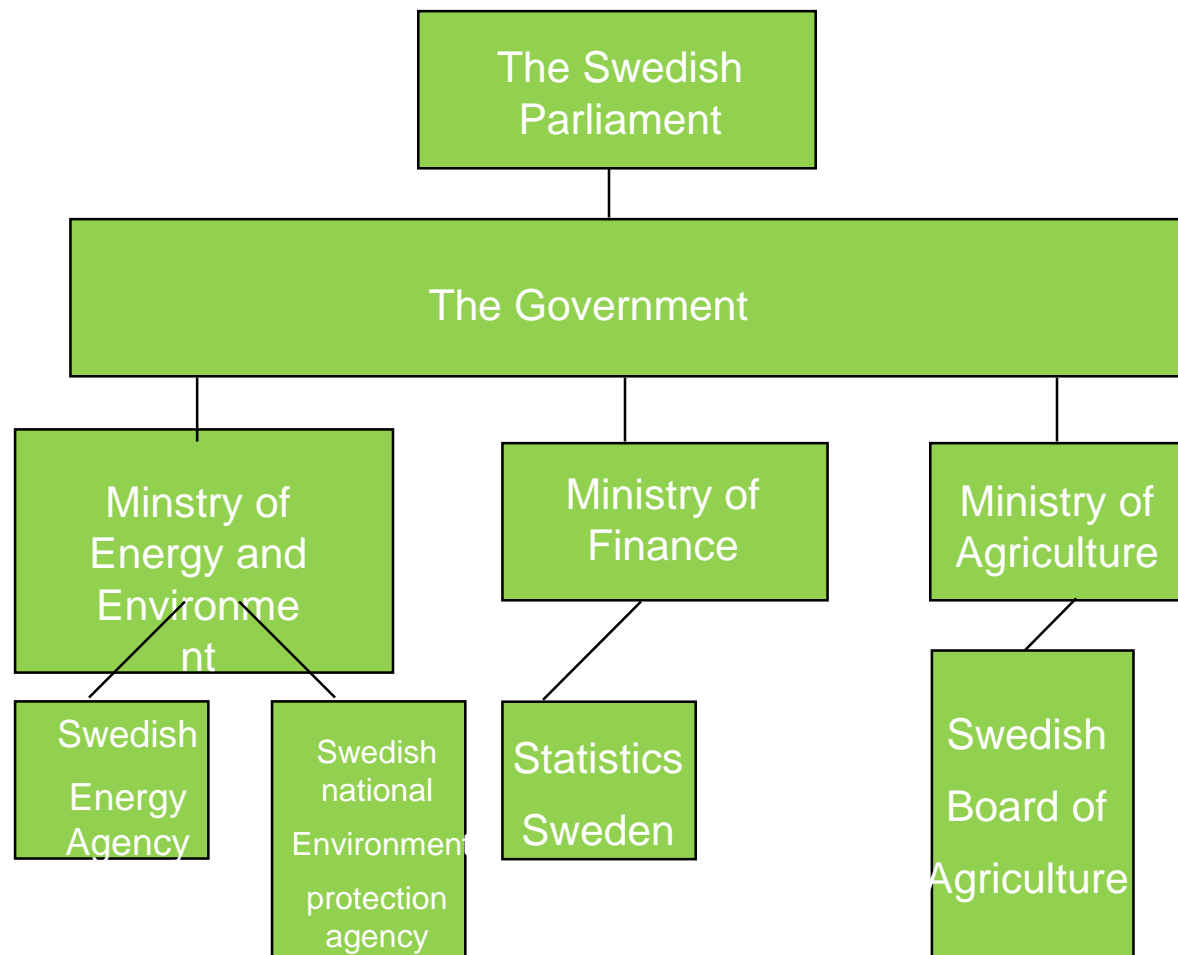 The Swedish
Parliament
The Government
Minstry of
Energy and
Environme
nt
Ministry of
Finance
Ministry of
Agriculture
Swedish
Energy
Agency
Swedish
national
Environment
protection
agency
Statistics
Sweden
Swedish
Board of
Agriculture